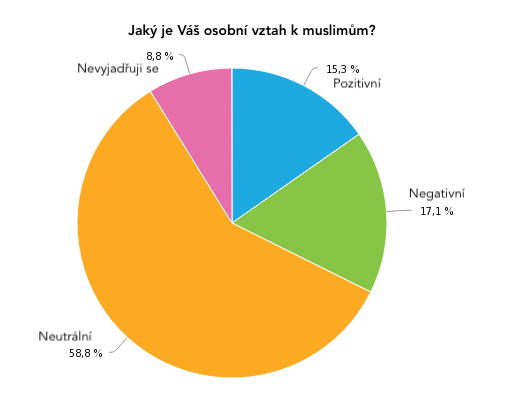 Jaký je Váš osobní vztah k muslimům?
8,8 %
Nevyjadřuji se
15,3 %
Pozitivní
Negativní
17,1 %
Neutrální
58,8 %